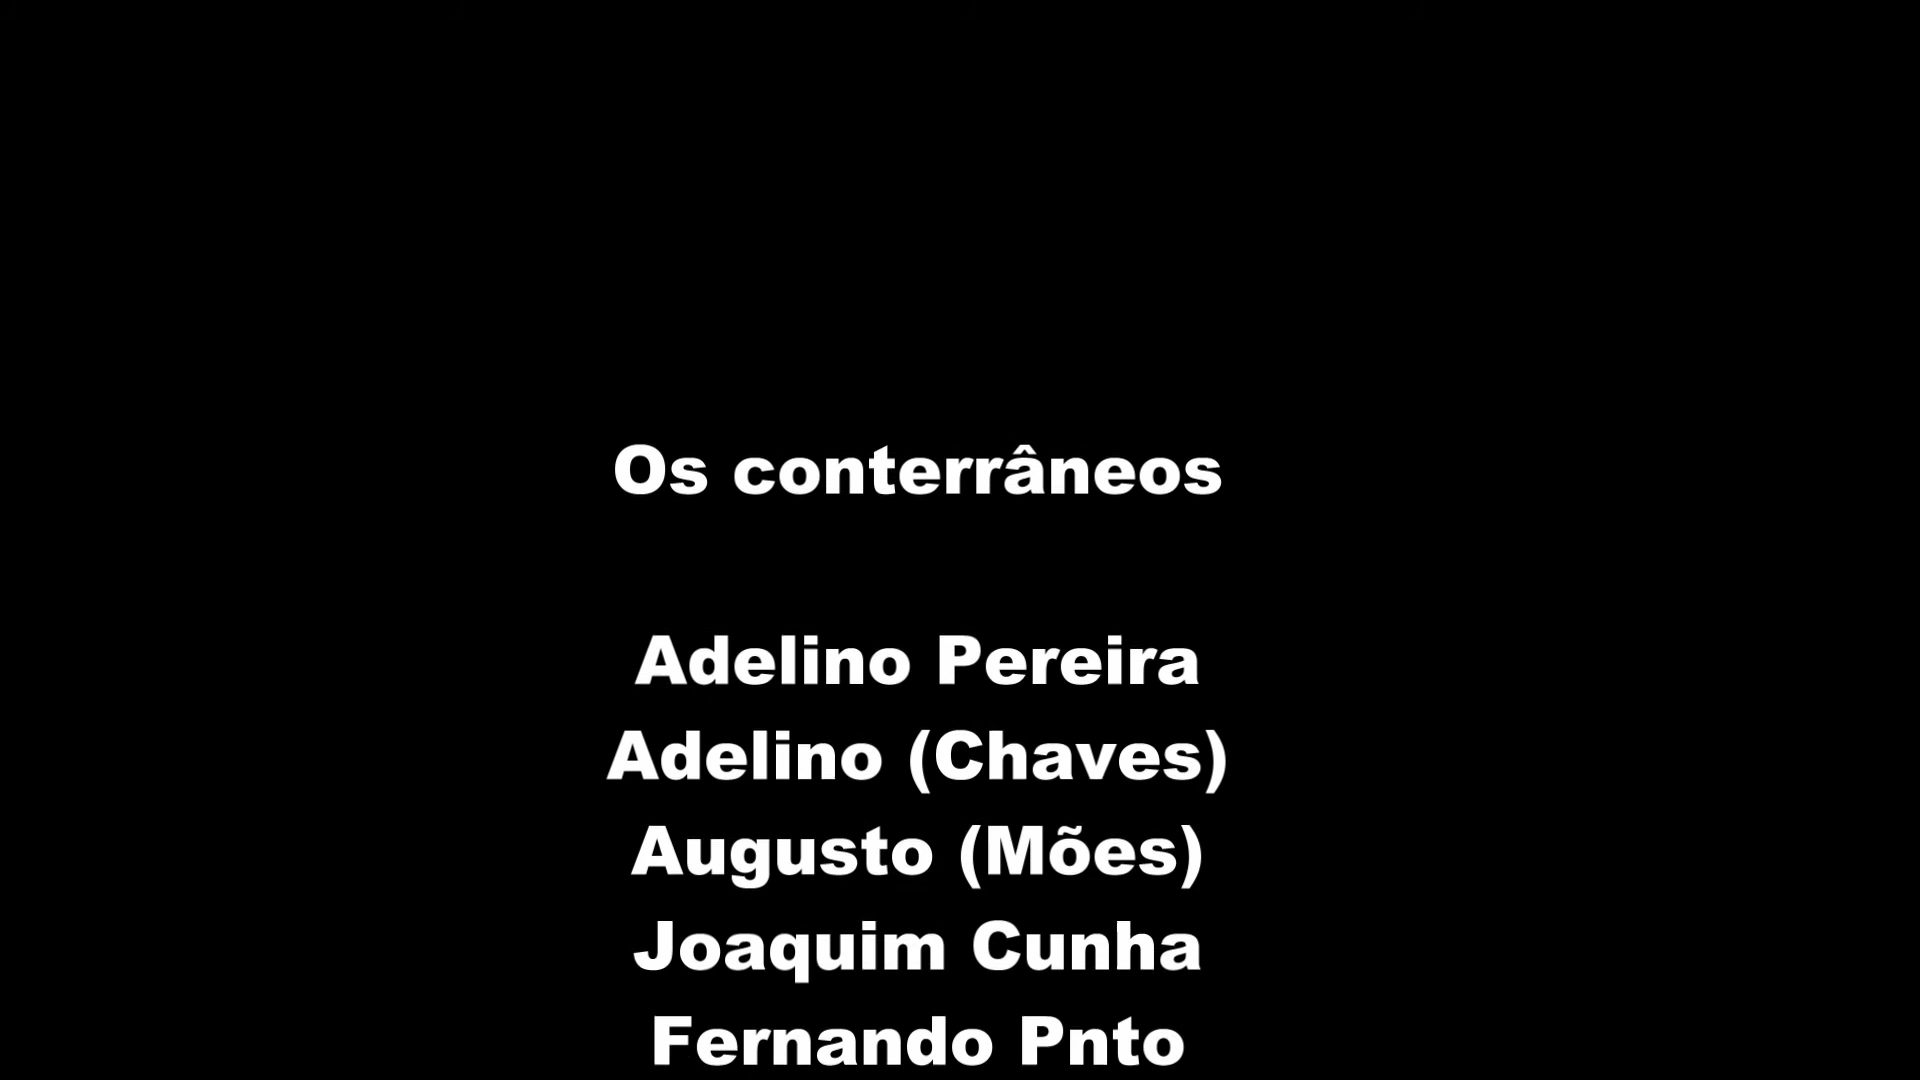 Os conterrâneos
Adelino Pereira
Adelino (Chaves)
Augusto (Mões)
Joaquim Cunha
Fernando Pnto